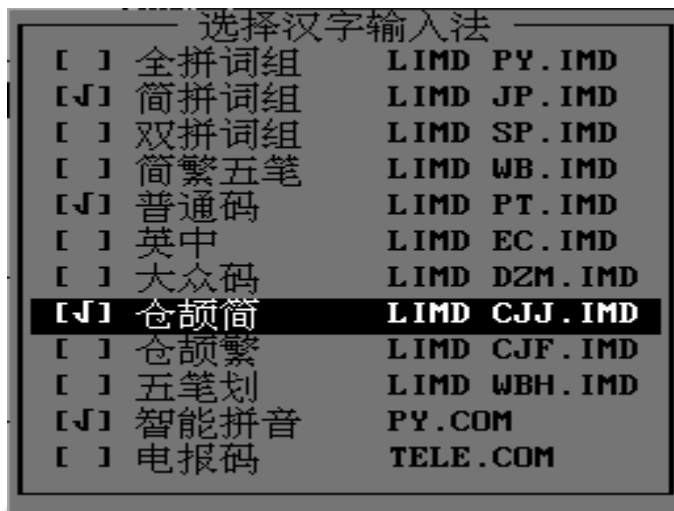 选择汉字输入法
[ ] 全拼词组 LIMD PY.IMD
[√] 简拼词组 LIMD JP.IMD
[ ] 双拼词组 LIMD SP.IMD
[ ] 简繁五笔 LIMD WB.IMD
[√] 普通码 LIMD PT.IMD
[ ] 英中 LIMD EC.IMD
[ ] 大众码 LIMD DZM.IMD
[√] 仓颉简 LIMD CJJ.IMD
[ ] 仓颉繁 LIMD CJF.IMD
[ ] 五笔划 LIMD WBH.IMD
[√] 智能拼音 PY.COM
[ ] 电报码 TELE.COM